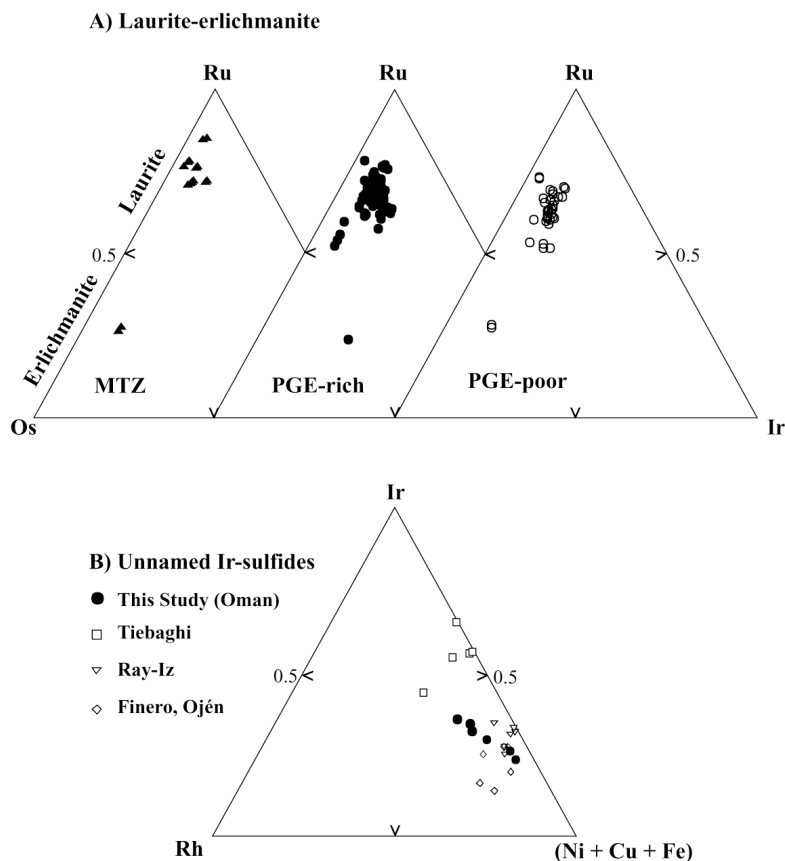 A) Laurite-erlichmanite
Ru Ru Ru
Laurite
0.5 0.5
Erlichmanite
MTZ PGE-rich PGE-poor
Os Ir
Ir
B) Unnamed Ir-sulfides
This Study (Oman)
Tiebaghi
0.5 0.5
Ray-Iz
Finero, Ojén
Rh (Ni + Cu + Fe)